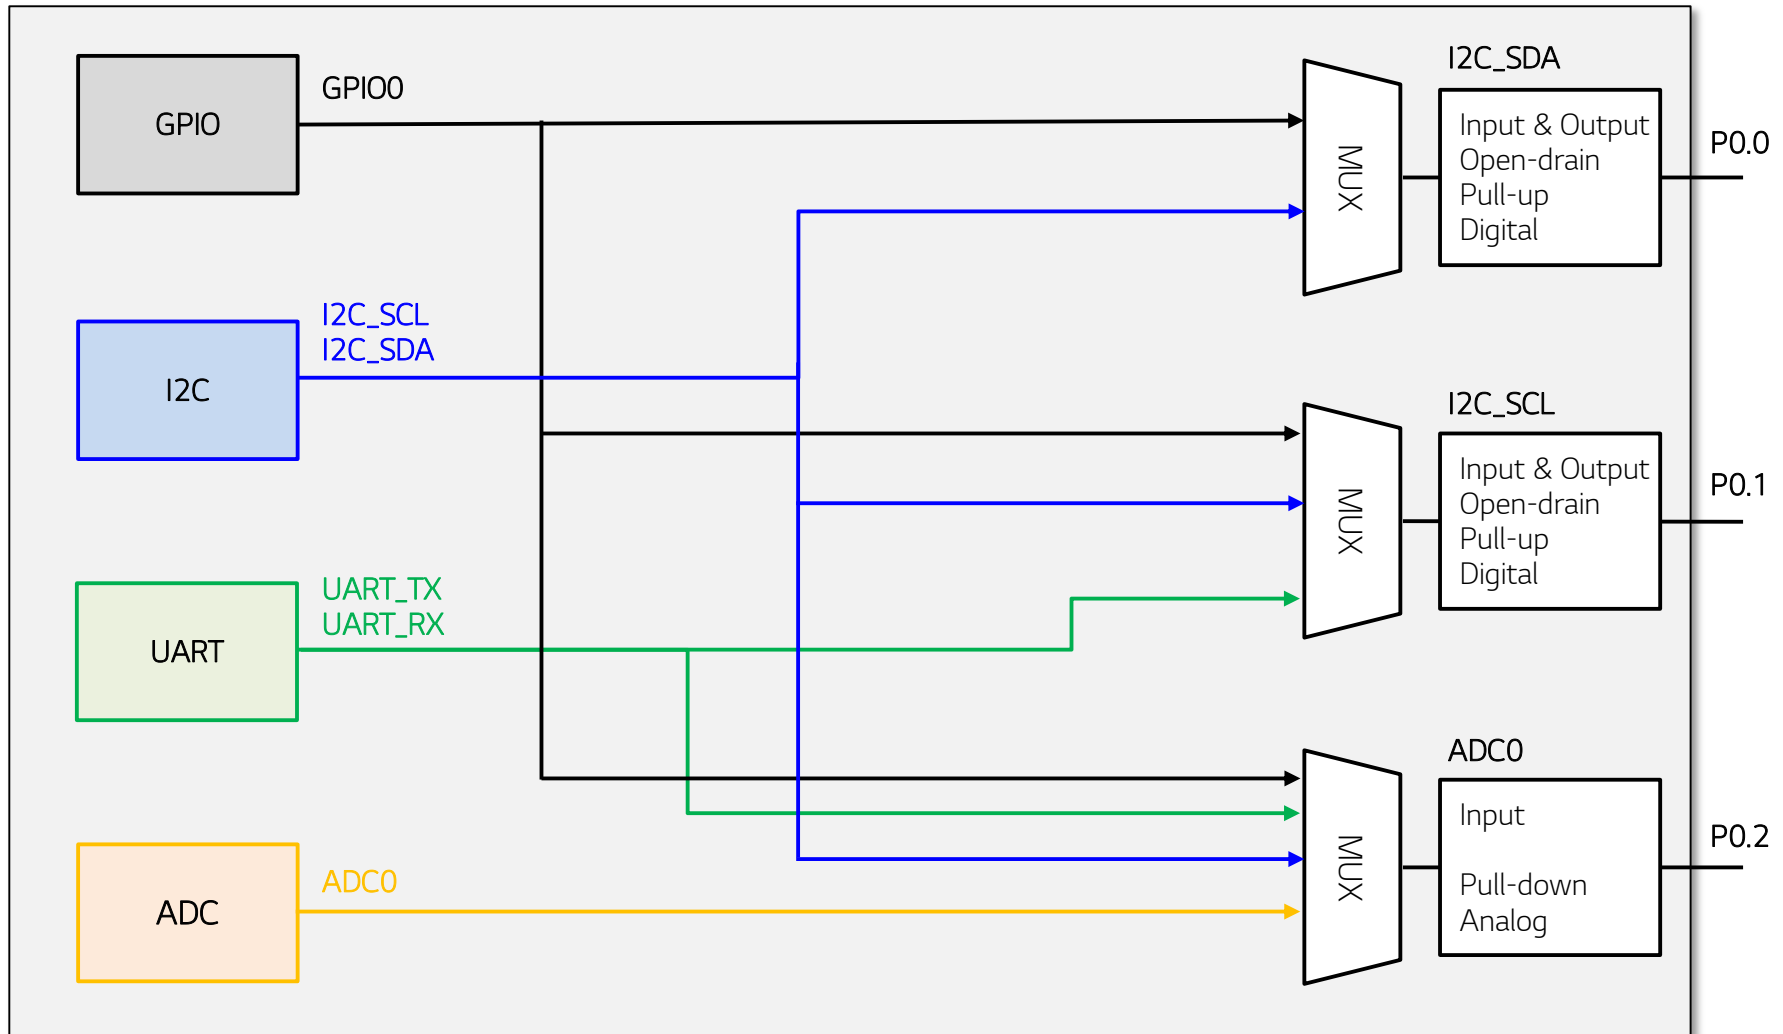 GPIO
GPIO0
I2C
I2C_SCL
I2C_SDA
UART
UART_TX
UART_RX
ADC
ADC0
MUX
I2C_SDA
Input & Output
Open-drain
Pull-up
Digital
P0.0
MUX
I2C_SCL
Input & Output
Open-drain
Pull-up
Digital
P0.1
MUX
ADC0
Input
Pull-down
Analog
P0.2